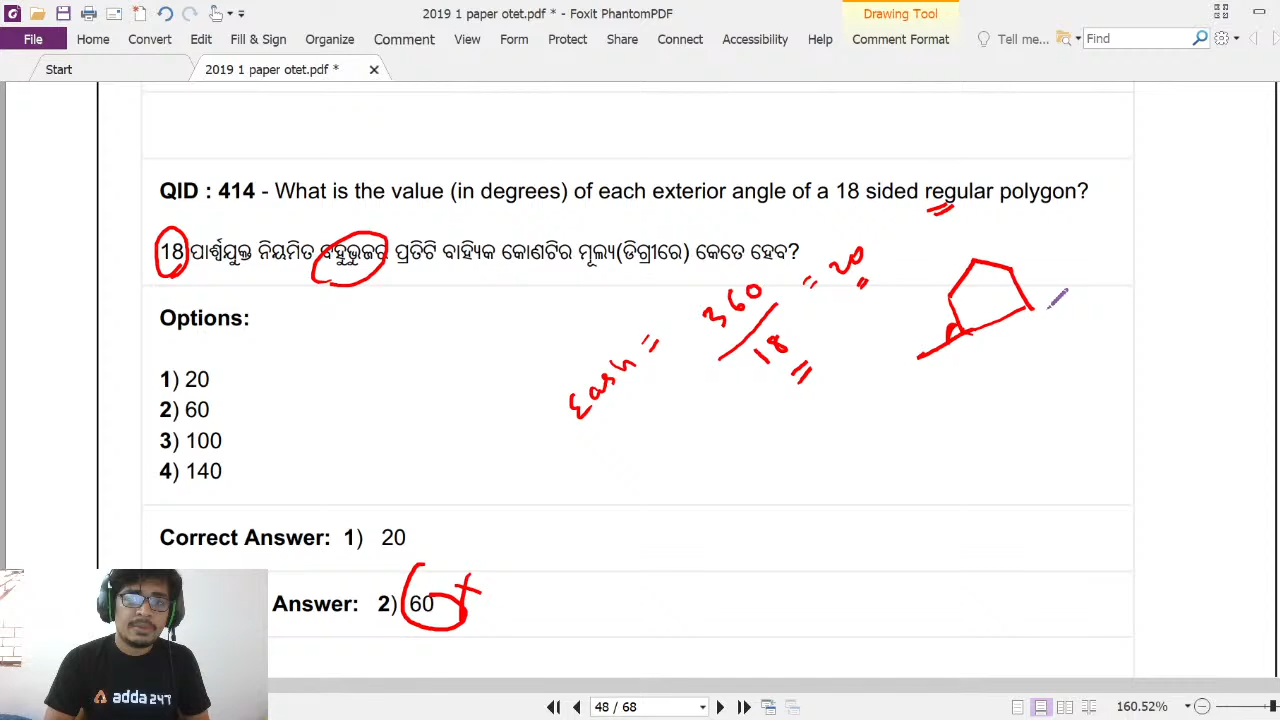 2019 1 paper otet.pdf * - Foxit PhantomPDF
Drawing Tool
File Home Convert Edit Fill & Sign Organize Comment View Form Protect Share Connect Accessibility Help Comment Format Tell me... Find
Start 2019 1 paper otet.pdf *
QID : 414 - What is the value (in degrees) of each exterior angle of a 18 sided regular polygon?
18 ପାର୍ଶ୍ୱଯୁକ୍ତ ନିୟମିତ ବହୁଭୁଜର ପ୍ରତିଟି ବାହ୍ୟିକ କୋଣଟିର ମୂଲ୍ୟ(ଡିଗ୍ରୀରେ) କେତେ ହେବ?
Options:
1) 20
2) 60
3) 100
4) 140
= 360 / 18 = 20
Correct Answer: 1) 20
Answer: 2) 60
adda247
48 / 68
160.52%